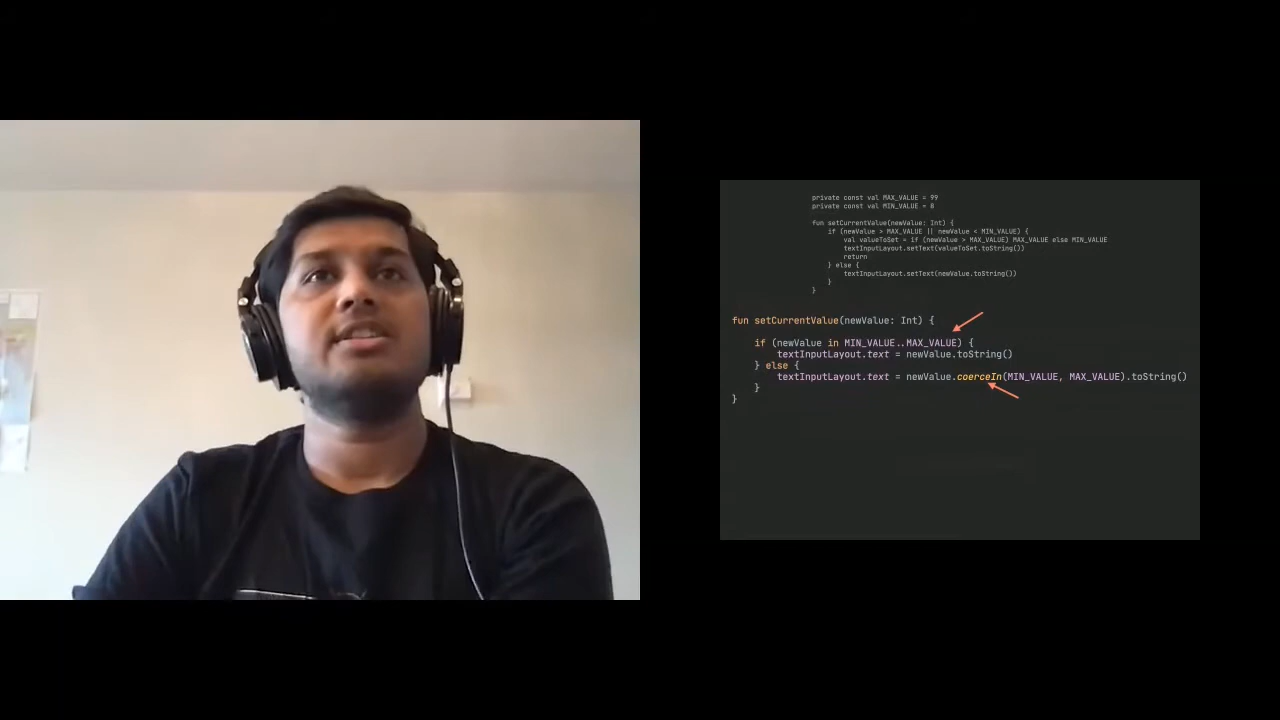 private const val MAX_VALUE = 99
private const val MIN_VALUE = 0
fun setCurrentValue(newValue: Int) {
if (newValue > MAX_VALUE || newValue < MIN_VALUE) {
val valueToSet = if (newValue > MAX_VALUE) MAX_VALUE else MIN_VALUE
textInputLayout.setText(valueToSet.toString())
return
} else {
textInputLayout.setText(newValue.toString())
}
}
fun setCurrentValue(newValue: Int) {
if (newValue in MIN_VALUE..MAX_VALUE) {
textInputLayout.text = newValue.toString()
} else {
textInputLayout.text = newValue.coerceIn(MIN_VALUE, MAX_VALUE).toString()
}
}